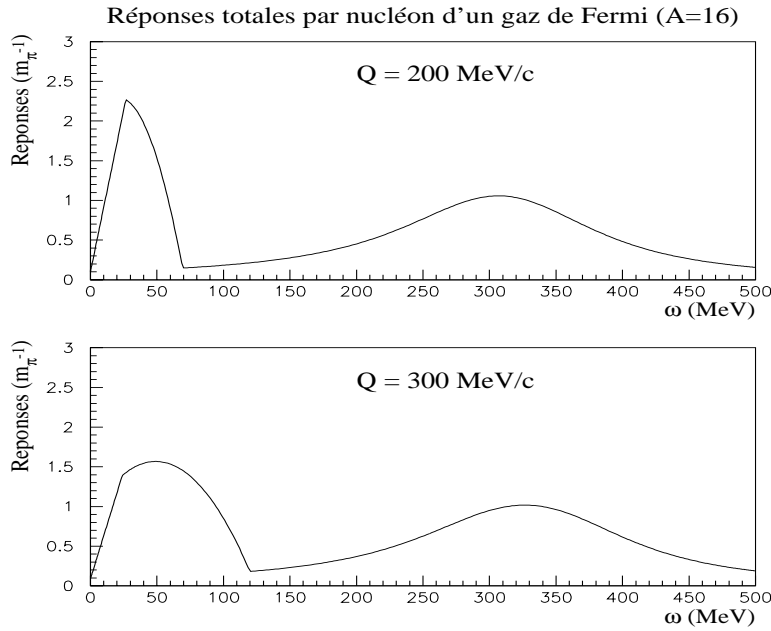 Réponses totales par nucléon d'un gaz de Fermi (A=16)
Reponses (m_π^-1)
3
2.5
2
1.5
1
0.5
0
Q = 200 MeV/c
0 50 100 150 200 250 300 350 400 450 500
ω (MeV)
Reponses (m_π^-1)
3
2.5
2
1.5
1
0.5
0
Q = 300 MeV/c
0 50 100 150 200 250 300 350 400 450 500
ω (MeV)